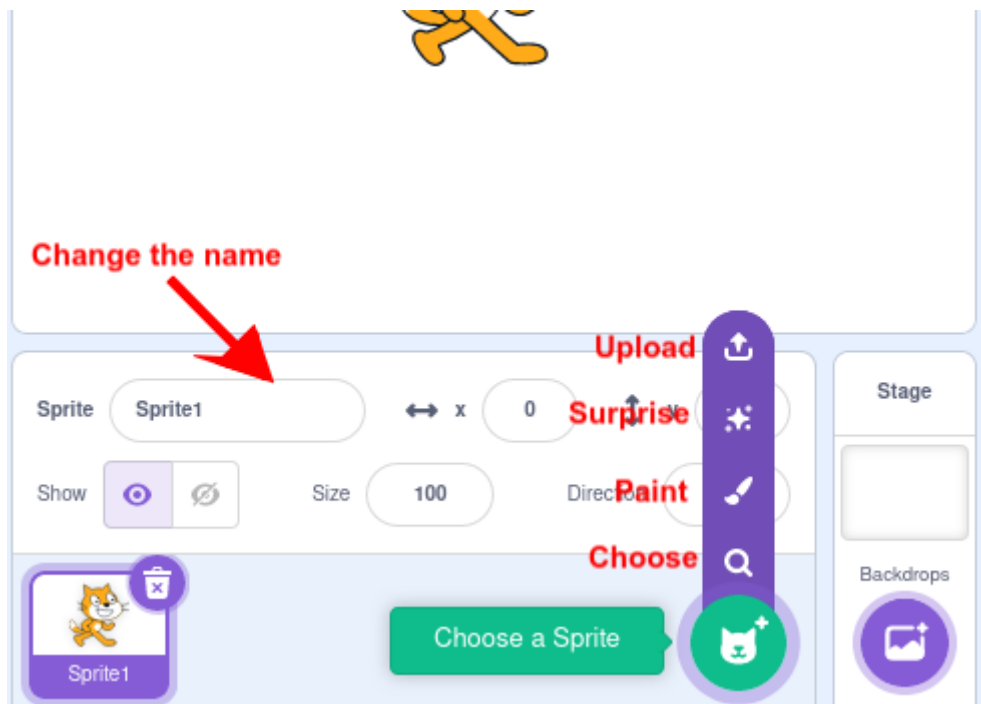 Change the name
Upload
Stage
Sprite Sprite1 x 0 Surprise
Show Size 100 Paint
Choose
Backdrops
Choose a Sprite
Sprite1